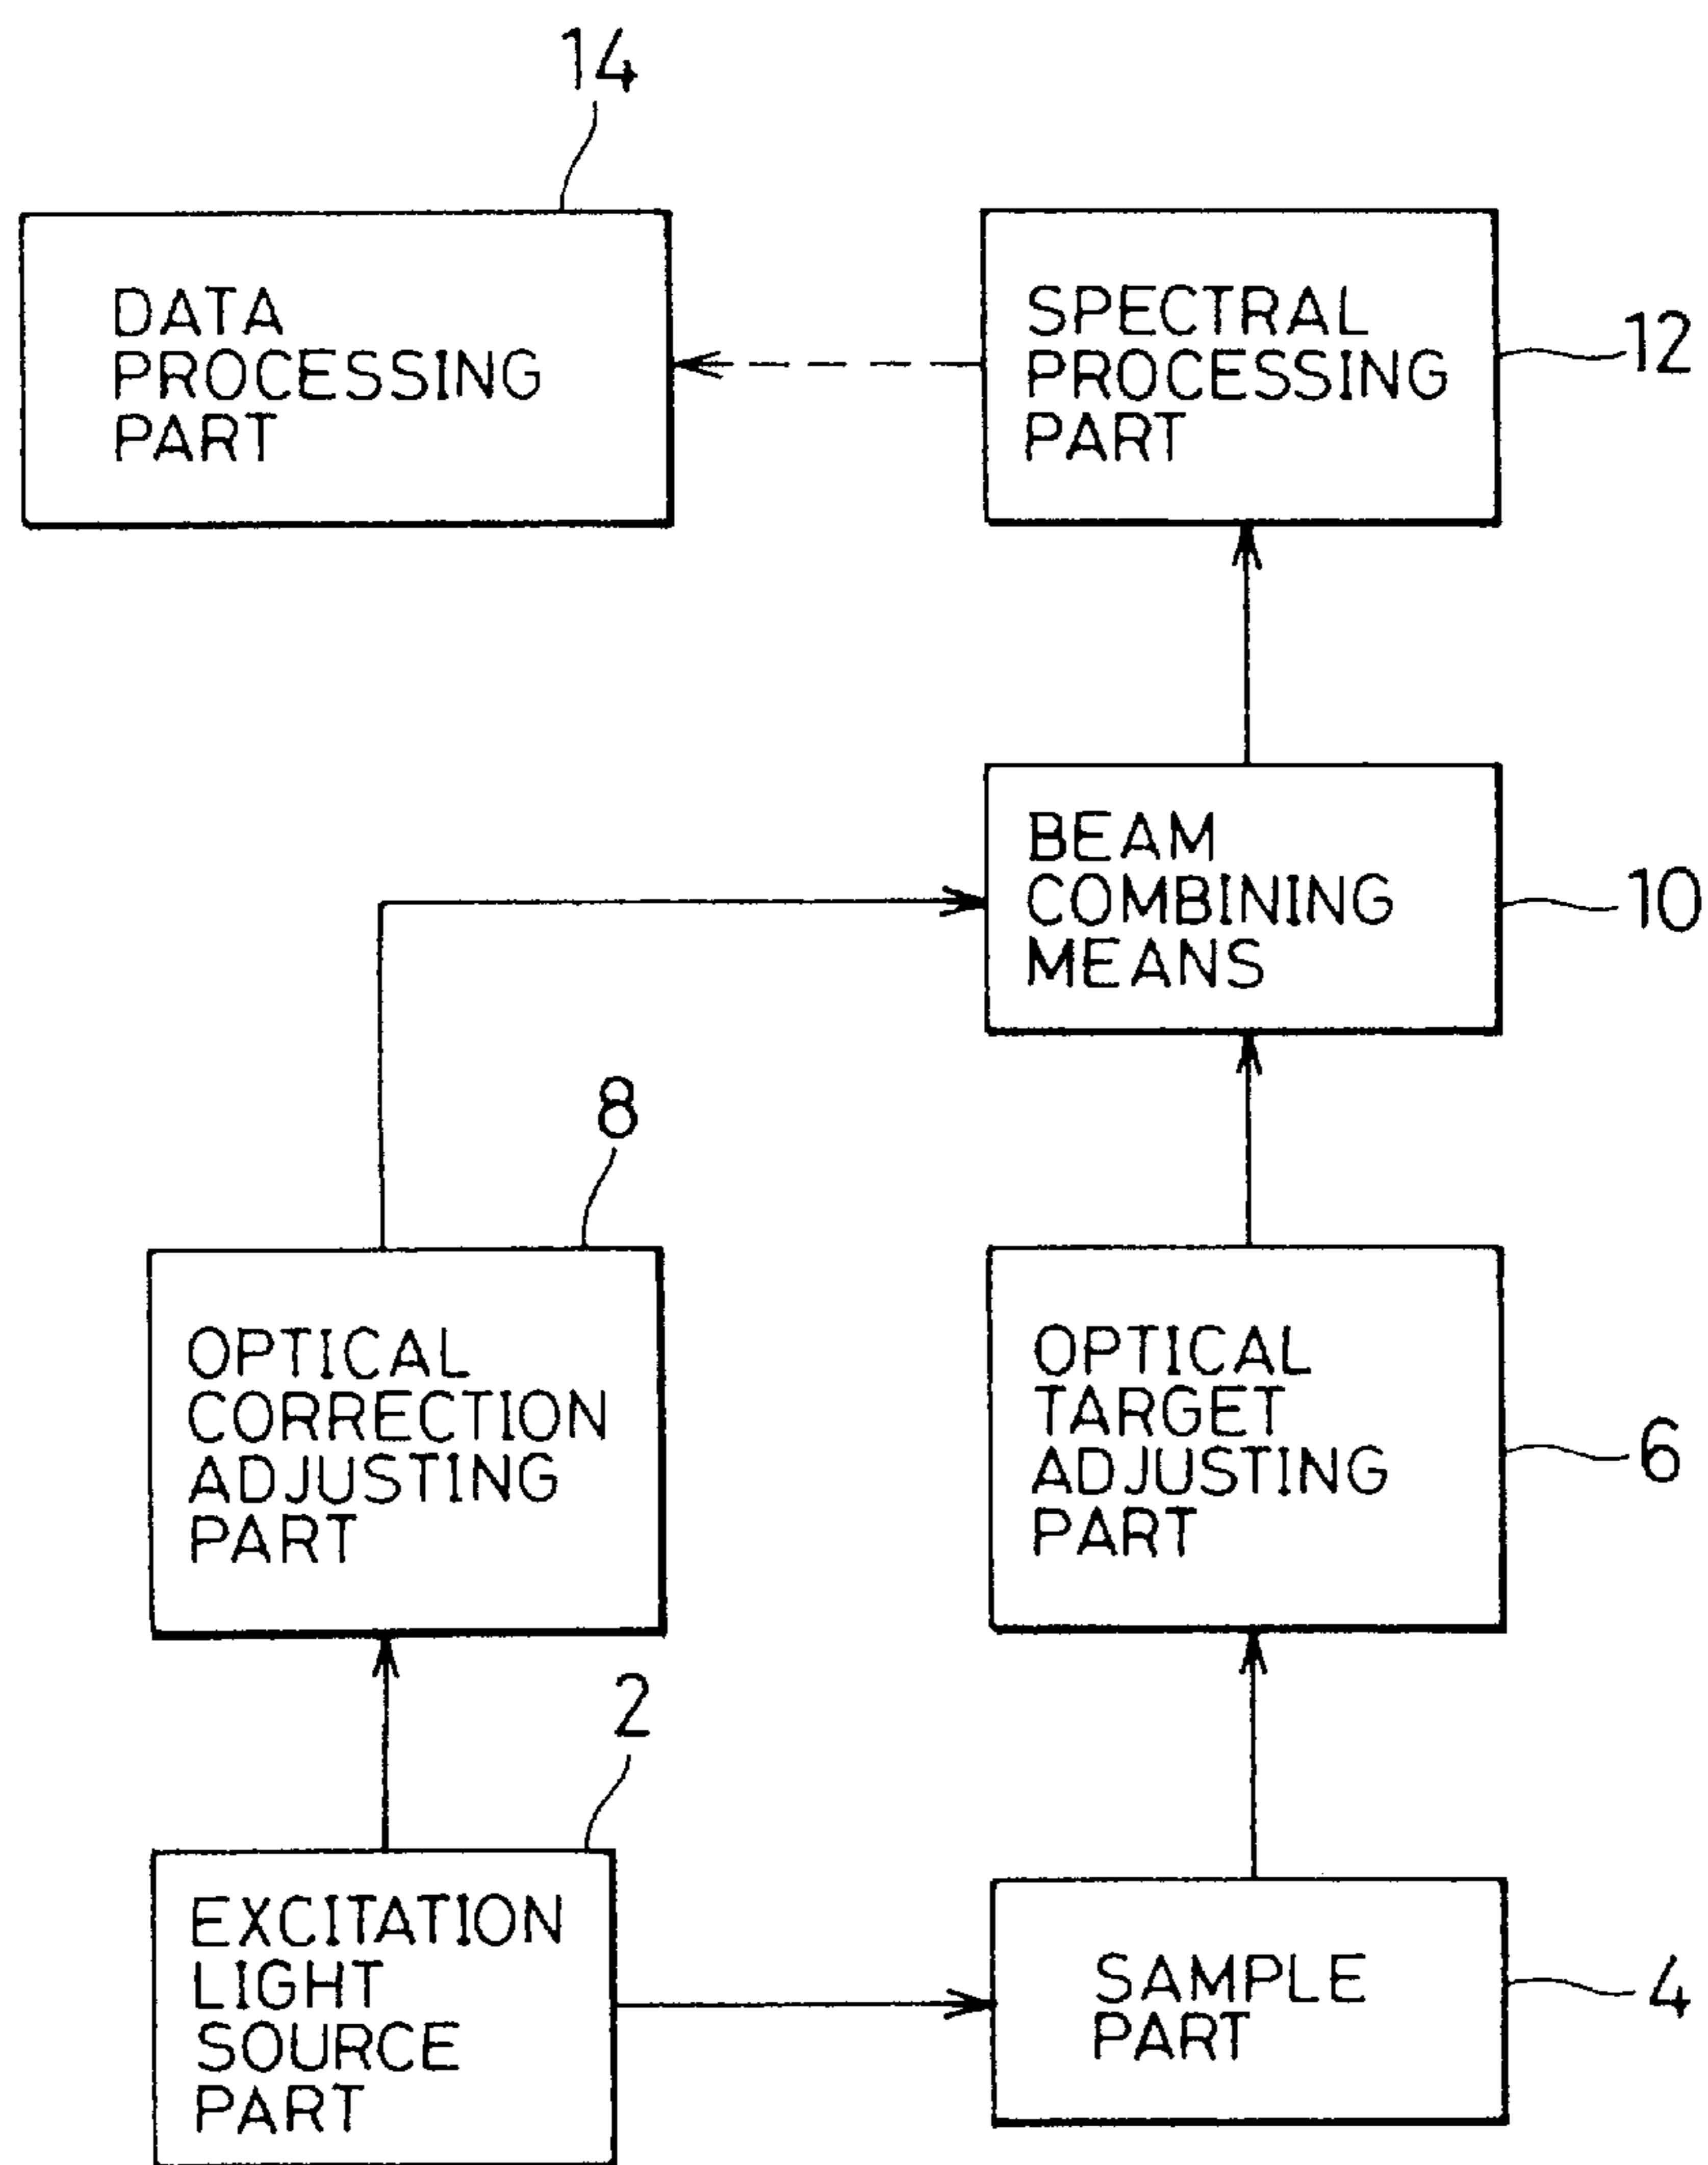 14
DATA
PROCESSING
PART
SPECTRAL
PROCESSING
PART
12
BEAM
COMBINING
MEANS
10
8
OPTICAL
CORRECTION
ADJUSTING
PART
OPTICAL
TARGET
ADJUSTING
PART
6
2
EXCITATION
LIGHT
SOURCE
PART
SAMPLE
PART
4